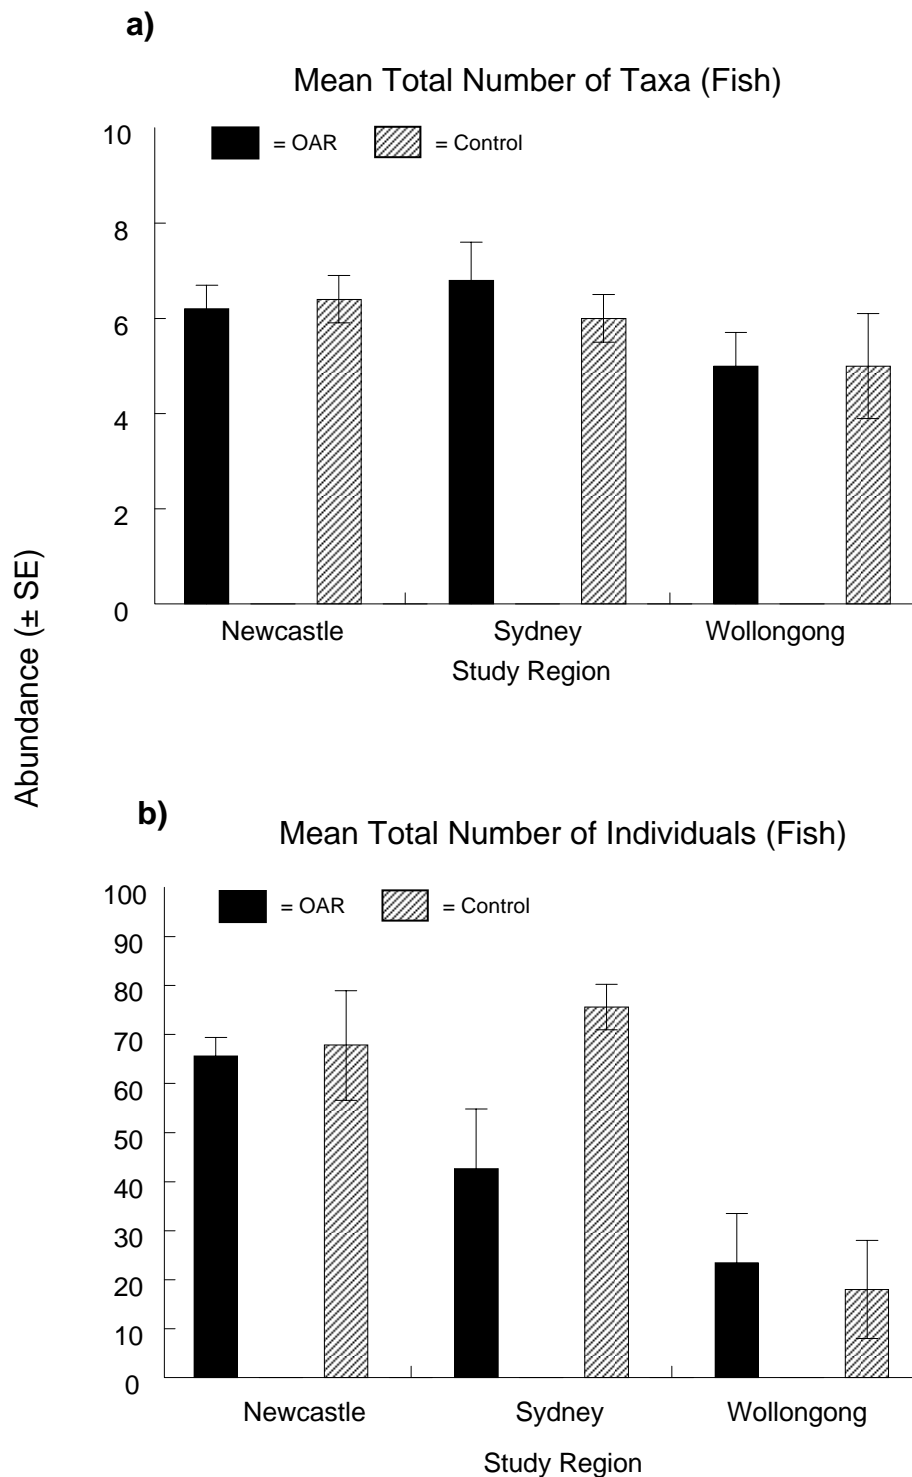 a)
Mean Total Number of Taxa (Fish)
10
= OAR = Control
8
6
4
2
0
Newcastle Sydney Wollongong
Study Region
Abundance (± SE)
b)
Mean Total Number of Individuals (Fish)
100
= OAR = Control
90
80
70
60
50
40
30
20
10
0
Newcastle Sydney Wollongong
Study Region